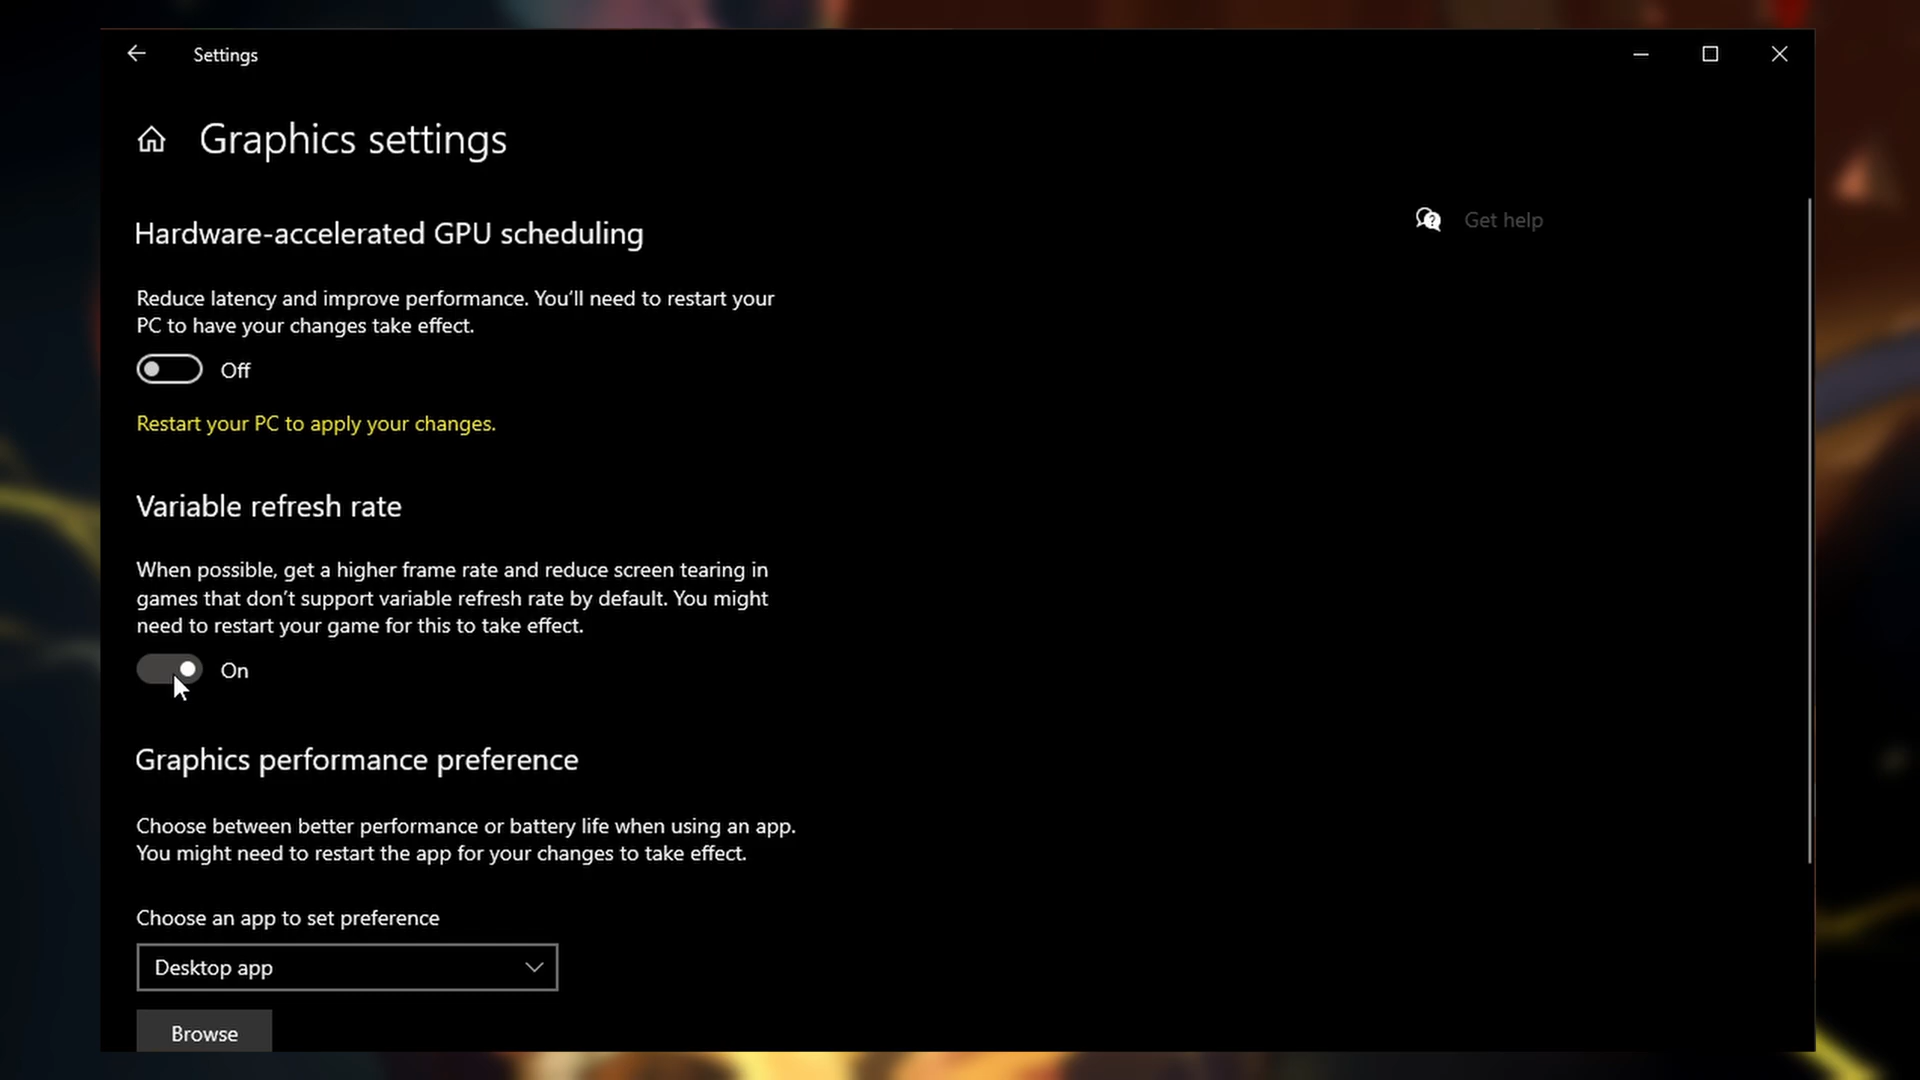 Settings
Graphics settings
Get help
Hardware-accelerated GPU scheduling
Reduce latency and improve performance. You'll need to restart your
PC to have your changes take effect.
Off
Restart your PC to apply your changes.
Variable refresh rate
When possible, get a higher frame rate and reduce screen tearing in
games that don't support variable refresh rate by default. You might
need to restart your game for this to take effect.
On
Graphics performance preference
Choose between better performance or battery life when using an app.
You might need to restart the app for your changes to take effect.
Choose an app to set preference
Desktop app
Browse